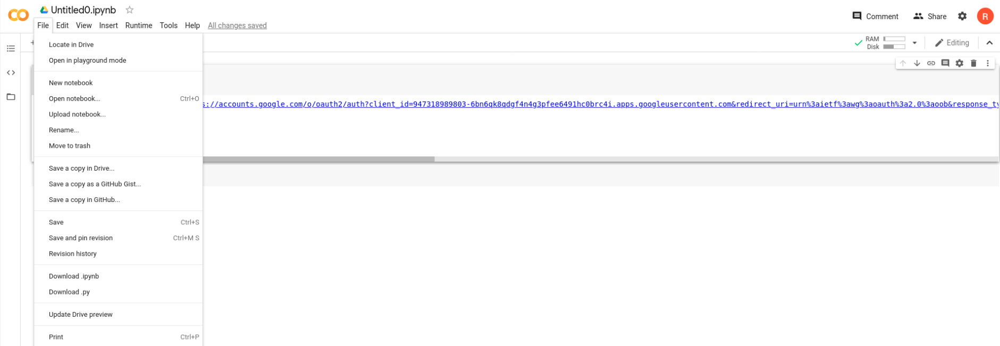 Untitled0.ipynb
File Edit View Insert Runtime Tools Help All changes saved
Comment Share R
RAM
Disk
Editing
Locate in Drive
Open in playground mode
New notebook
Open notebook... Ctrl+O
Upload notebook...
Rename...
Move to trash
Save a copy in Drive...
Save a copy as a GitHub Gist...
Save a copy in GitHub...
Save Ctrl+S
Save and pin revision Ctrl+M S
Revision history
Download .ipynb
Download .py
Update Drive preview
Print Ctrl+P
s://accounts.google.com/o/oauth2/auth?client_id=947318989803-6bn6qk8qdgf4n4g3pfee6491hc0brc4i.apps.googleusercontent.com&redirect_uri=urn%3aietf%3awg%3aoauth%3a2.0%3aoob&response_ty